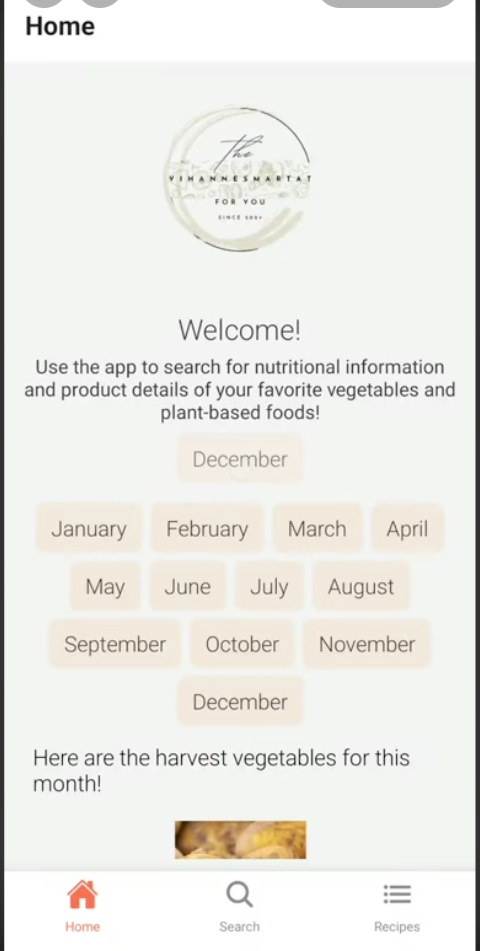 Home
The
VIHANNESMARTAT
FOR YOU
Welcome!
Use the app to search for nutritional information
and product details of your favorite vegetables and
plant-based foods!
December
January February March April
May June July August
September October November
December
Here are the harvest vegetables for this
month!
Home Search Recipes